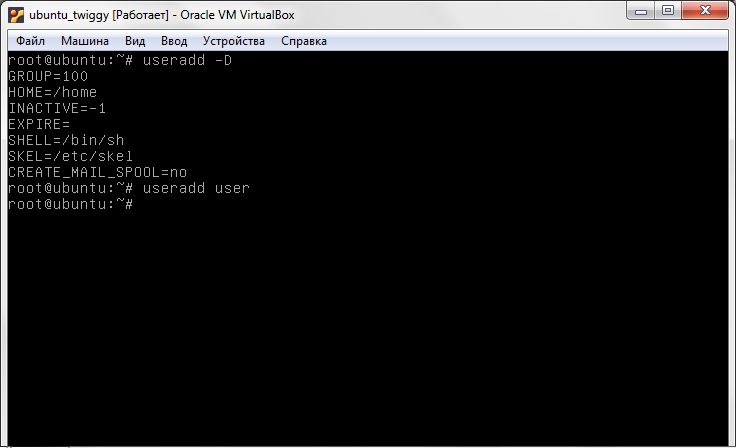 ubuntu_twiggy [Работает] - Oracle VM VirtualBox
Файл Машина Вид Ввод Устройства Справка
root@ubuntu:~# useradd -D
GROUP=100
HOME=/home
INACTIVE=-1
EXPIRE=
SHELL=/bin/sh
SKEL=/etc/skel
CREATE_MAIL_SPOOL=no
root@ubuntu:~# useradd user
root@ubuntu:~#